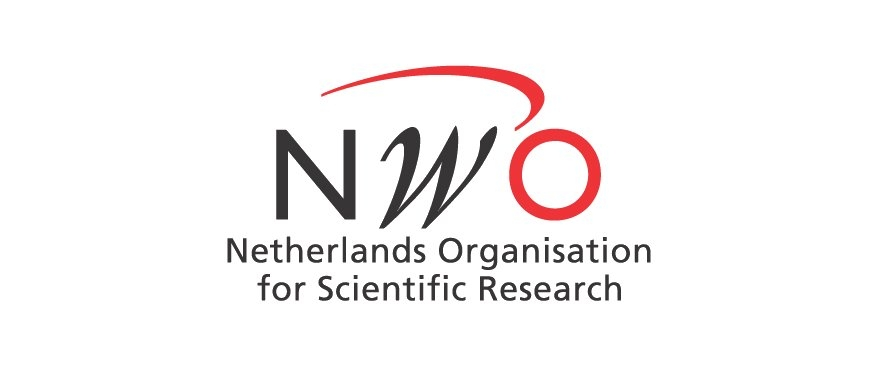 NWO
Netherlands Organisation
for Scientific Research